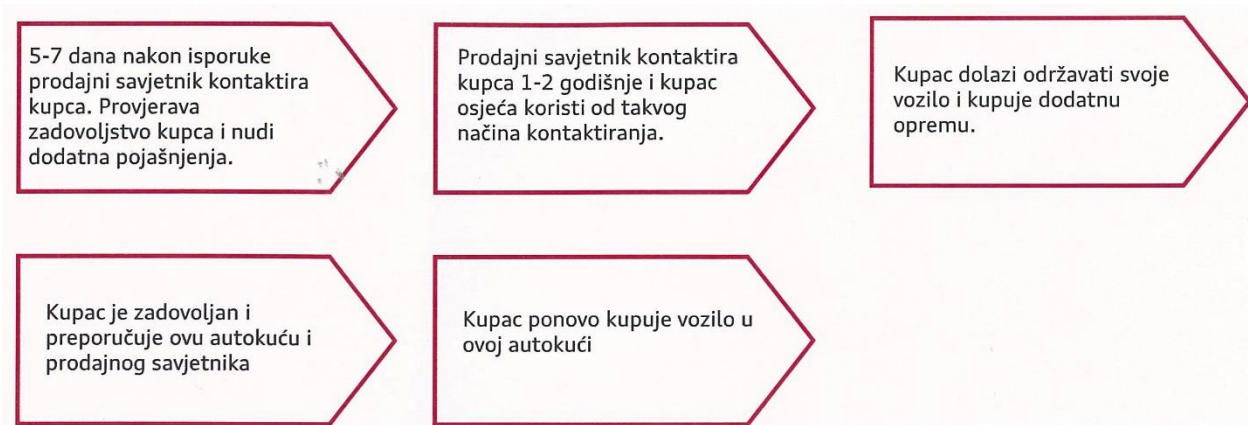 5-7 dana nakon isporuke
prodajni savjetnik kontaktira
kupca. Provjerava
zadovoljstvo kupca i nudi
dodatna pojašnjenja.
Prodajni savjetnik kontaktira
kupca 1-2 godišnje i kupac
osjeća koristi od takvog
načina kontaktiranja.
Kupac dolazi održavati svoje
vozilo i kupuje dodatnu
opremu.
Kupac je zadovoljan i
preporučuje ovu autokuću i
prodajnog savjetnika
Kupac ponovo kupuje vozilo u
ovoj autokući